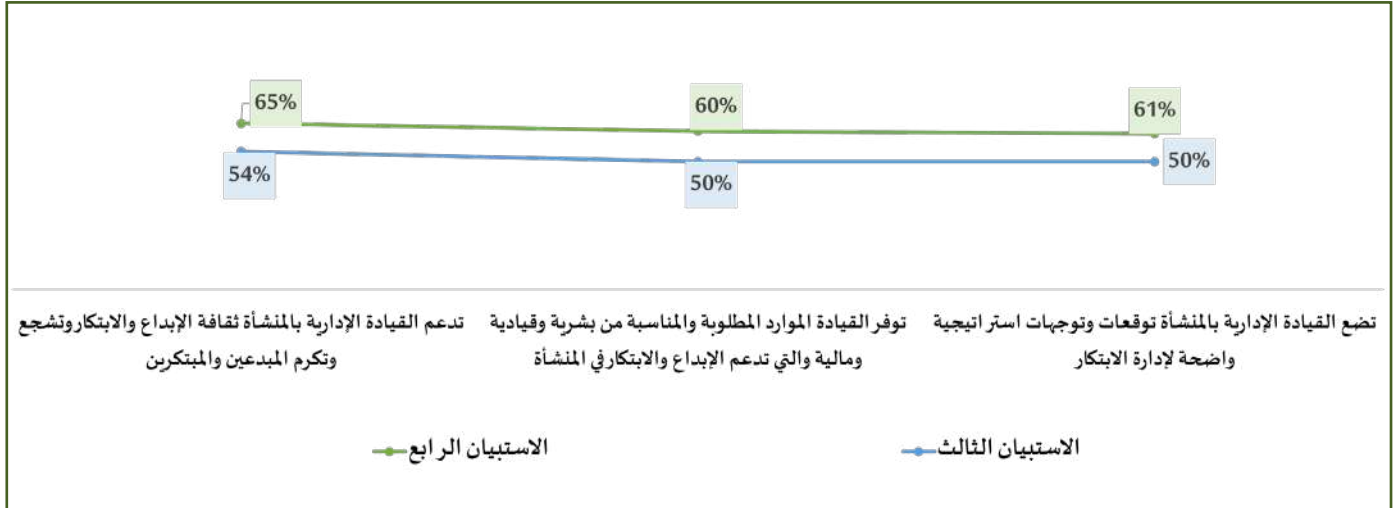 65%
60%
61%
54%
50%
50%
تضع القيادة الإدارية بالمنشأة توقعات وتوجهات استراتيجية
واضحة لإدارة الابتكار
توفر القيادة الموارد المطلوبة والمناسبة من بشرية وقيادية
ومالية والتي تدعم الإبداع والابتكار في المنشأة
تدعم القيادة الإدارية بالمنشأة ثقافة الإبداع والابتكار وتشجع
وتكرم المبدعين والمبتكرين
الاستبيان الثالث
الاستبيان الرابع